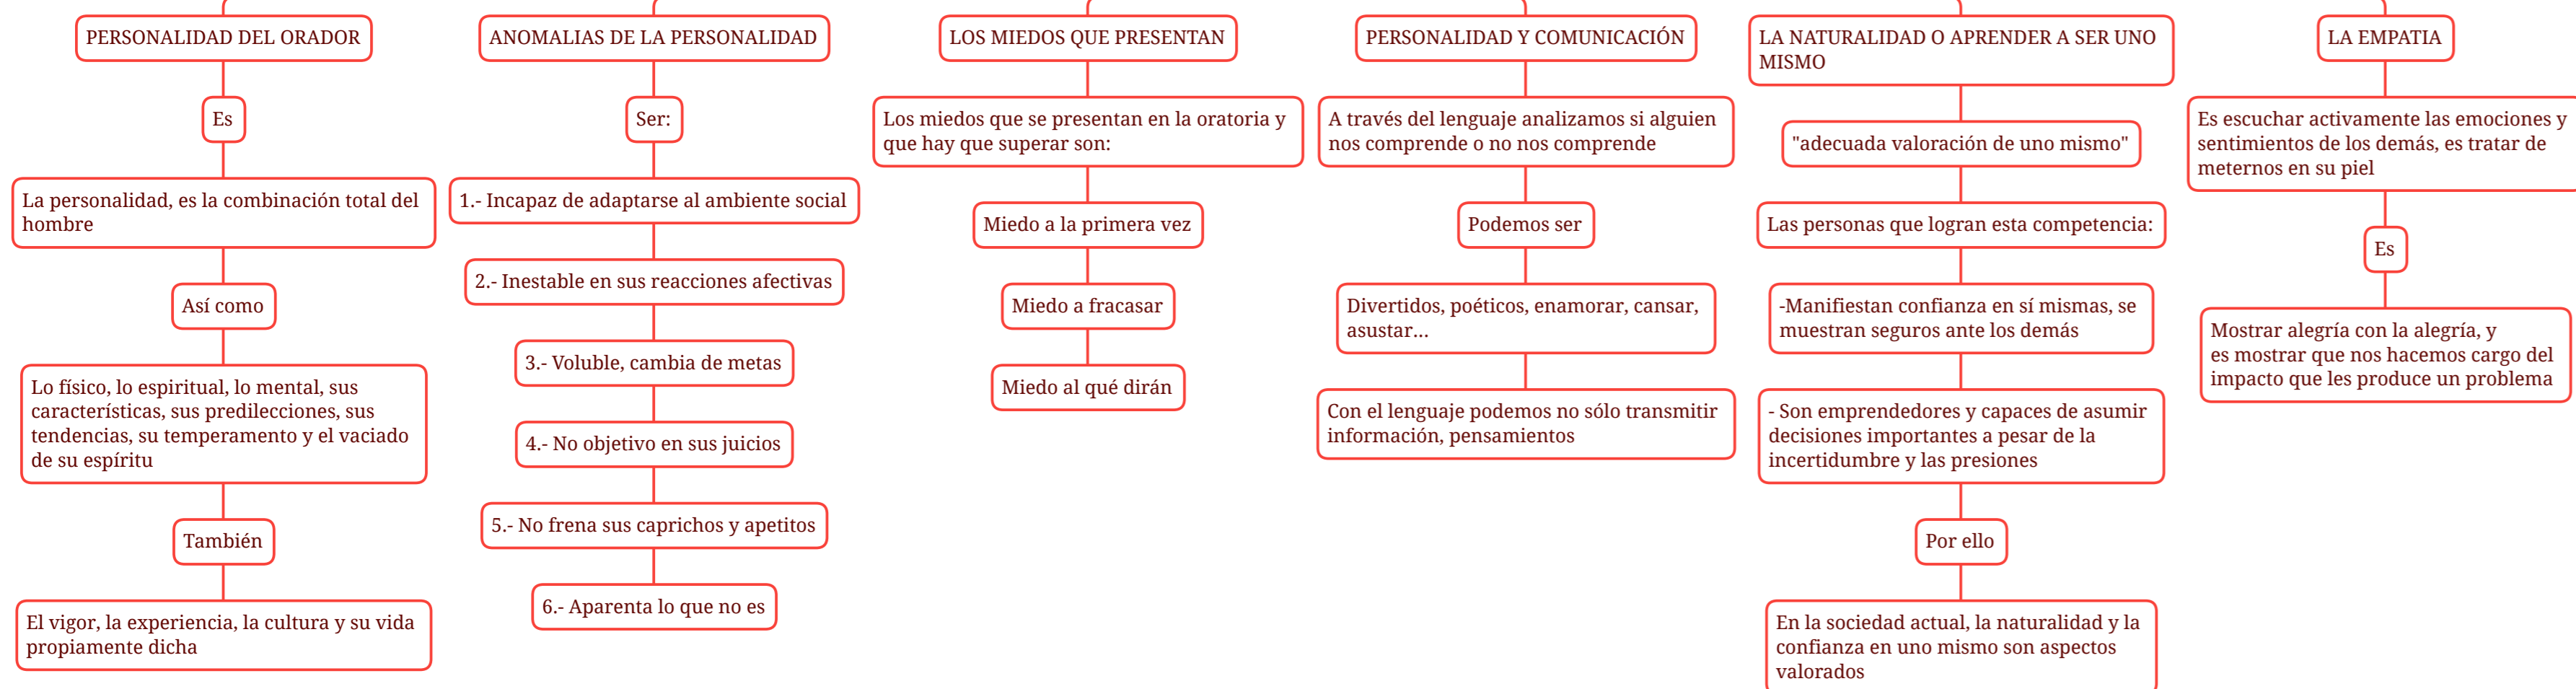 PERSONALIDAD DEL ORADOR
Es
La personalidad, es la combinación total del
hombre
Así como
Lo físico, lo espiritual, lo mental, sus
características, sus predilecciones, sus
tendencias, su temperamento y el vaciado
de su espíritu
También
El vigor, la experiencia, la cultura y su vida
propiamente dicha
ANOMALIAS DE LA PERSONALIDAD
Ser:
1.- Incapaz de adaptarse al ambiente social
2.- Inestable en sus reacciones afectivas
3.- Voluble, cambia de metas
4.- No objetivo en sus juicios
5.- No frena sus caprichos y apetitos
6.- Aparenta lo que no es
LOS MIEDOS QUE PRESENTAN
Los miedos que se presentan en la oratoria y
que hay que superar son:
Miedo a la primera vez
Miedo a fracasar
Miedo al qué dirán
PERSONALIDAD Y COMUNICACIÓN
A través del lenguaje analizamos si alguien
nos comprende o no nos comprende
Podemos ser
Divertidos, poéticos, enamorar, cansar,
asustar...
Con el lenguaje podemos no sólo transmitir
información, pensamientos
LA NATURALIDAD O APRENDER A SER UNO
MISMO
"adecuada valoración de uno mismo"
Las personas que logran esta competencia:
-Manifiestan confianza en sí mismas, se
muestran seguros ante los demás
- Son emprendedores y capaces de asumir
decisiones importantes a pesar de la
incertidumbre y las presiones
Por ello
En la sociedad actual, la naturalidad y la
confianza en uno mismo son aspectos
valorados
LA EMPATIA
Es escuchar activamente las emociones y
sentimientos de los demás, es tratar de
meternos en su piel
Es
Mostrar alegría con la alegría, y
es mostrar que nos hacemos cargo del
impacto que les produce un problema